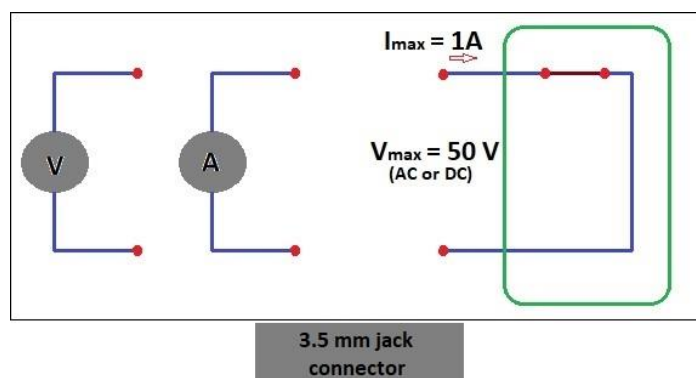 Imax = 1A
V
A
Vmax = 50 V
(AC or DC)
3.5 mm jack
connector